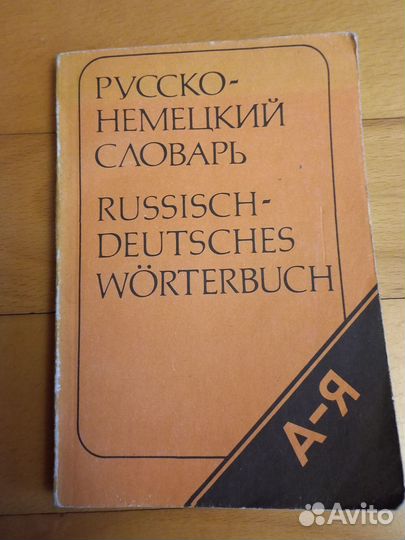 РУССКО-
НЕМЕЦКИЙ
СЛОВАРЬ
RUSSISCH-
DEUTSCHES
WÖRTERBUCH
А-Я
Avito